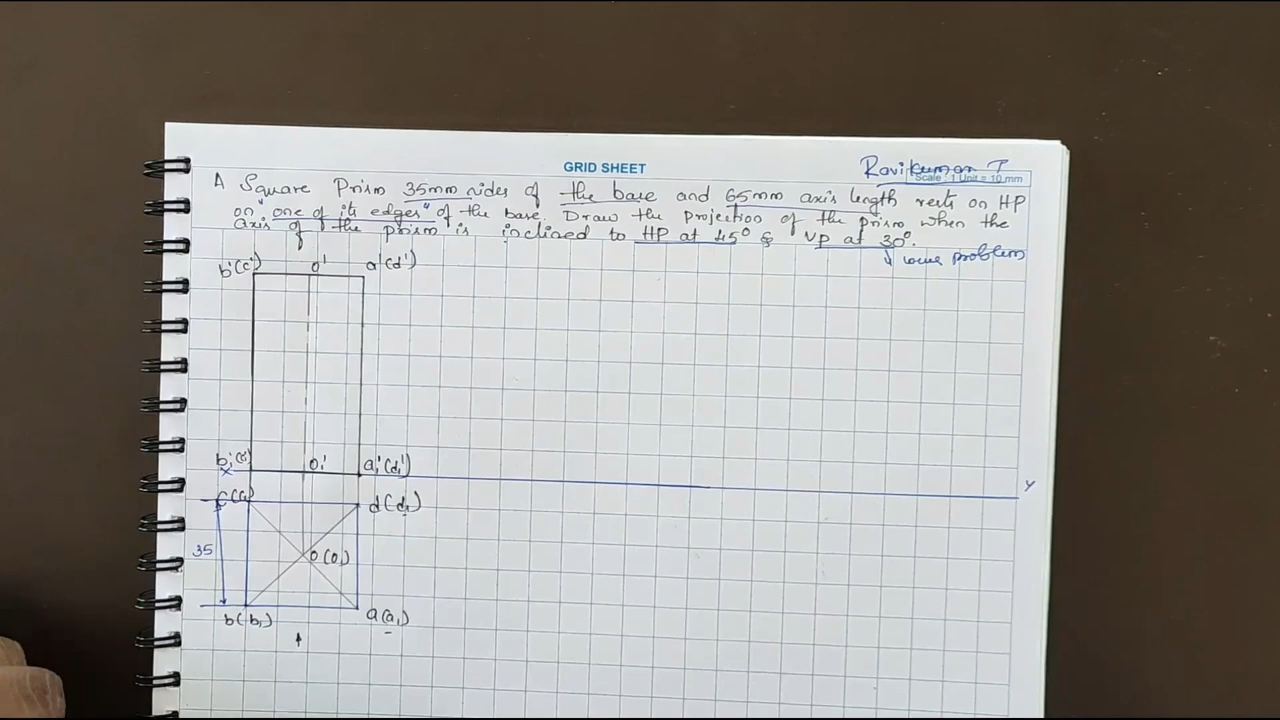 GRID SHEET
Ravikumar T
Scale : 1 Unit = 10 mm
A Square Prism 35mm sides of the base and 65mm axis length rests on HP
on "one of its edges" of the base. Draw the projection of the prism when the
axis of the prism is inclined to HP at 45° & VP at 30°.
↓ locus problem
b'(c') o' a'(d')
b₁'(c₁') o₁' a₁'(d₁')
X Y
c(c₁) d(d₁)
35 o(o₁)
b(b₁) a(a₁)